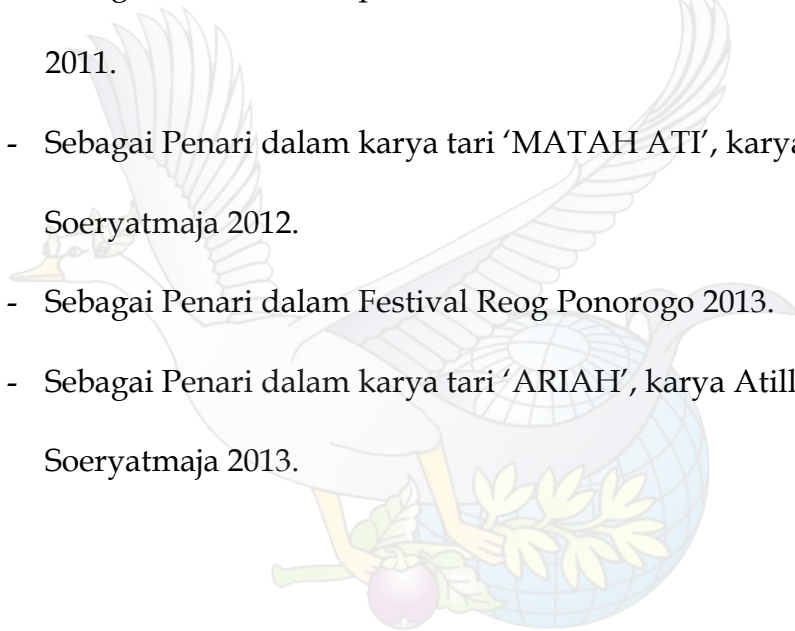 2011.
- Sebagai Penari dalam karya tari ‘MATAH ATI’, karya
Soeryatmaja 2012.
- Sebagai Penari dalam Festival Reog Ponorogo 2013.
- Sebagai Penari dalam karya tari ‘ARIAH’, karya Atill
Soeryatmaja 2013.